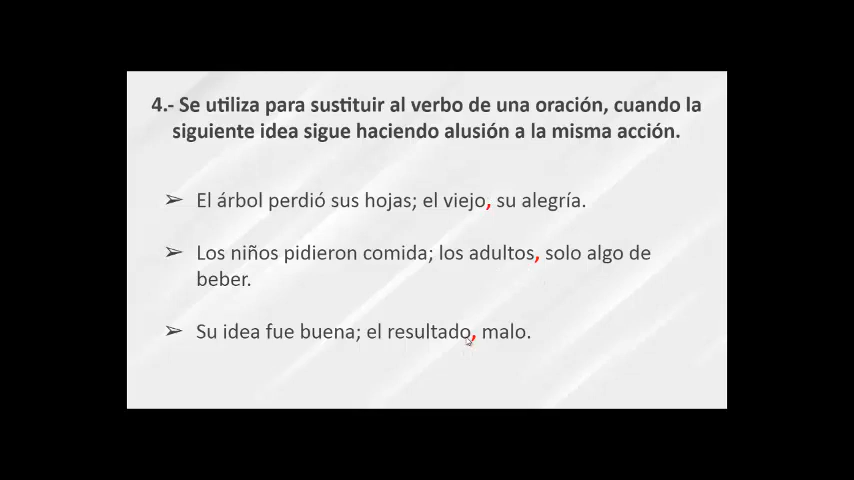 4.- Se utiliza para sustituir al verbo de una oración, cuando la
siguiente idea sigue haciendo alusión a la misma acción.
➢ El árbol perdió sus hojas; el viejo, su alegría.
➢ Los niños pidieron comida; los adultos, solo algo de
beber.
➢ Su idea fue buena; el resultado, malo.